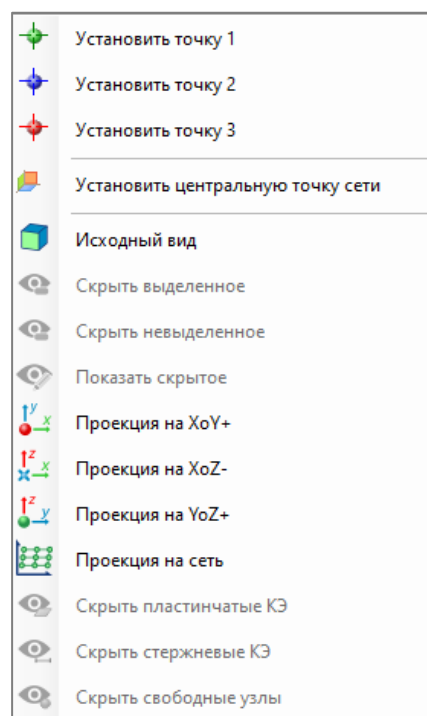 Установить точку 1
Установить точку 2
Установить точку 3
Установить центральную точку сети
Исходный вид
Скрыть выделенное
Скрыть невыделенное
Показать скрытое
y x Проекция на XoY+
z x Проекция на XoZ-
z y Проекция на YoZ+
Проекция на сеть
Скрыть пластинчатые КЭ
Скрыть стержневые КЭ
Скрыть свободные узлы